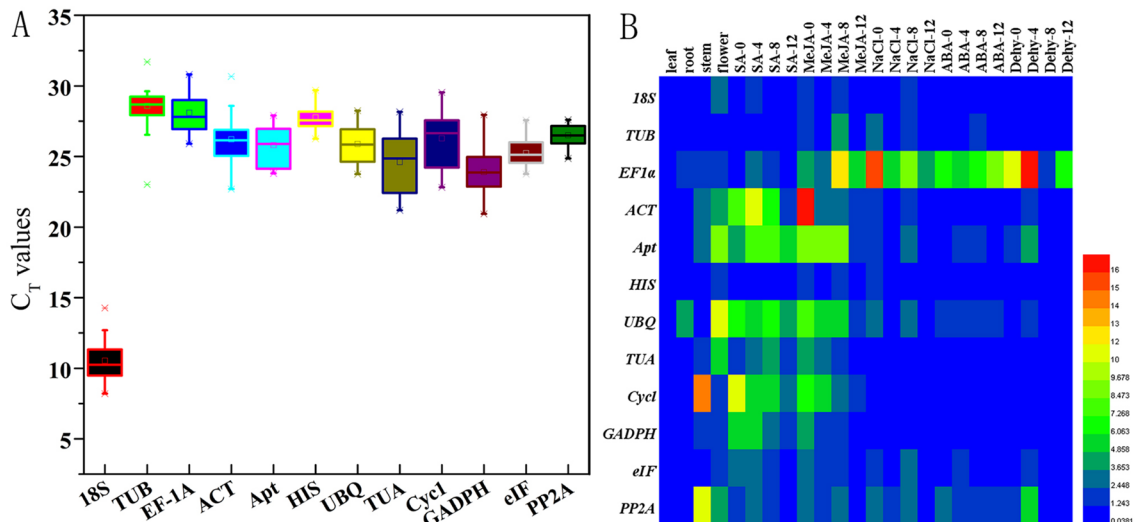 A
35
30
25
20
15
10
5
C_T values
18S
TUB
EF-1A
ACT
Apt
HIS
UBQ
TUA
Cyc1
GADPH
eIF
PP2A
B
leaf
root
stem
flower
SA-0
SA-4
SA-8
SA-12
MeJA-0
MeJA-4
MeJA-8
MeJA-12
NaCl-0
NaCl-4
NaCl-8
NaCl-12
ABA-0
ABA-4
ABA-8
ABA-12
Dehy-0
Dehy-4
Dehy-8
Dehy-12
18S
TUB
EF1α
ACT
Apt
HIS
UBQ
TUA
Cycl
GADPH
eIF
PP2A
16
15
14
13
12
10
9.678
8.473
7.268
6.063
4.858
3.653
2.448
1.243
0.0381